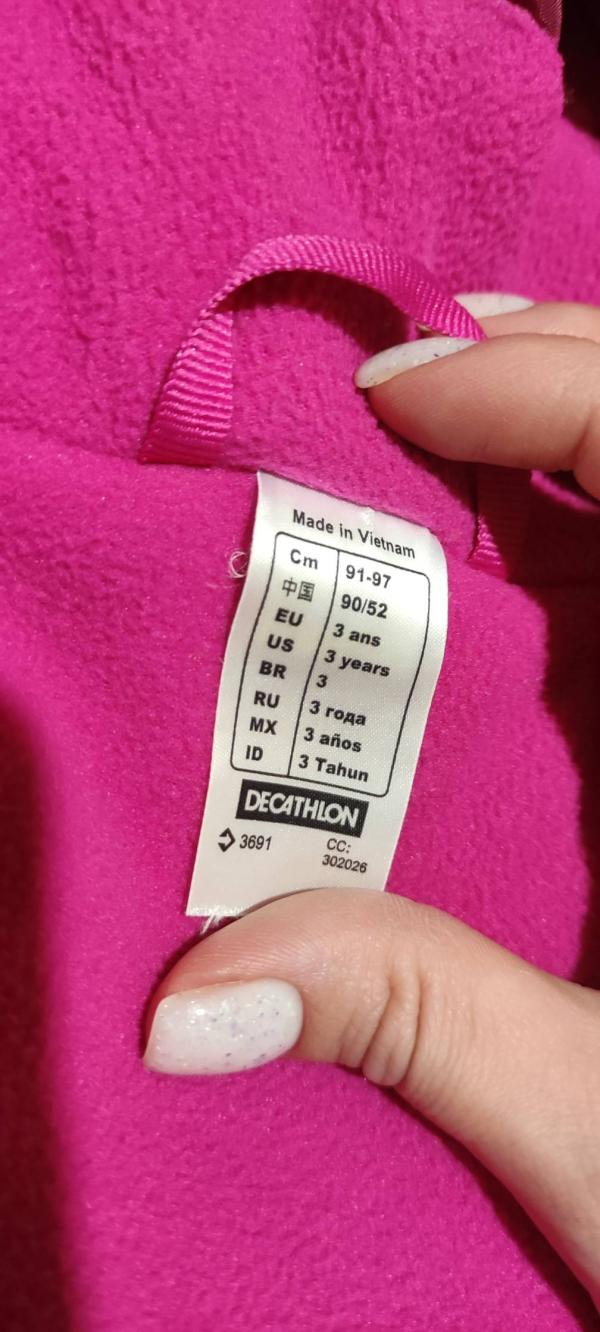 Made in Vietnam
Cm 91-97
中国 90/52
EU 3 ans
US 3 years
BR 3
RU 3 года
MX 3 años
ID 3 Tahun
DECATHLON
3691 CC:
302026